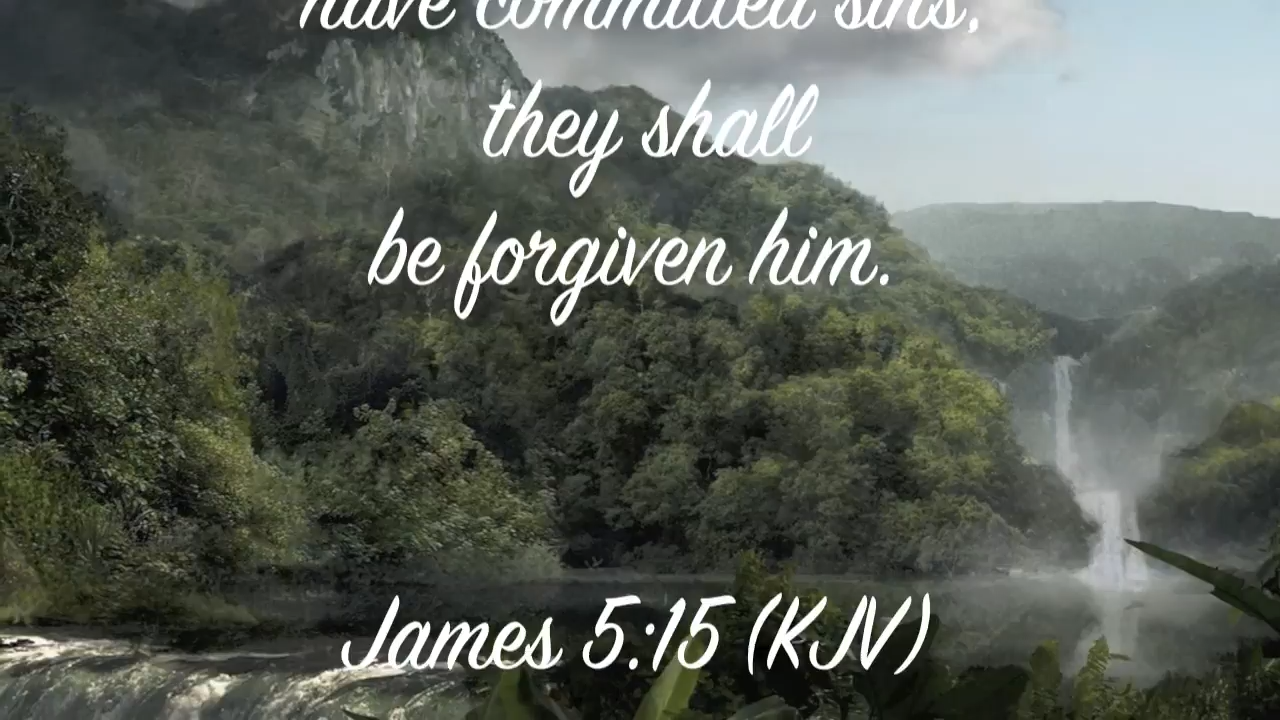 have committed sins,
they shall
be forgiven him.
James 5:15 (KJV)